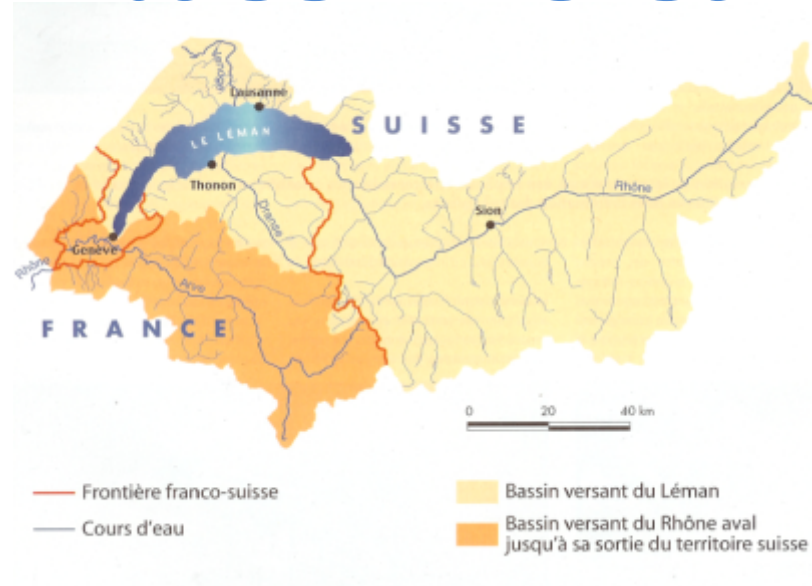 Venoge
Lausanne
LE LÉMAN
SUISSE
Thonon
Dranse
Rhône
Sion
Genève
Rhône
Arve
FRANCE
0 20 40 km
Frontière franco-suisse
Bassin versant du Léman
Cours d'eau
Bassin versant du Rhône aval
jusqu'à sa sortie du territoire suisse